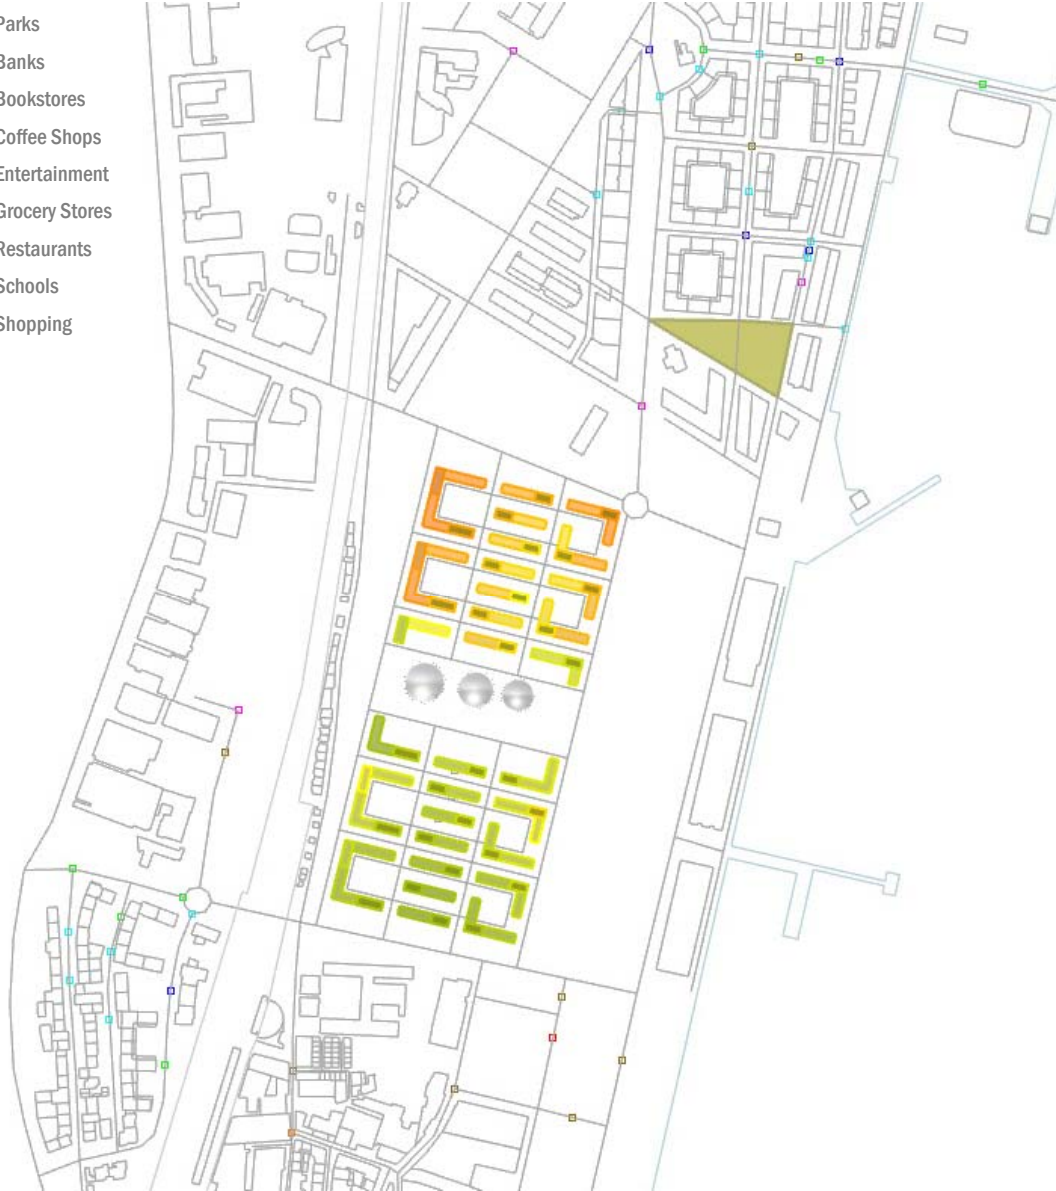 Parks
Banks
Bookstores
Coffee Shops
Entertainment
Grocery Stores
Restaurants
Schools
Shopping